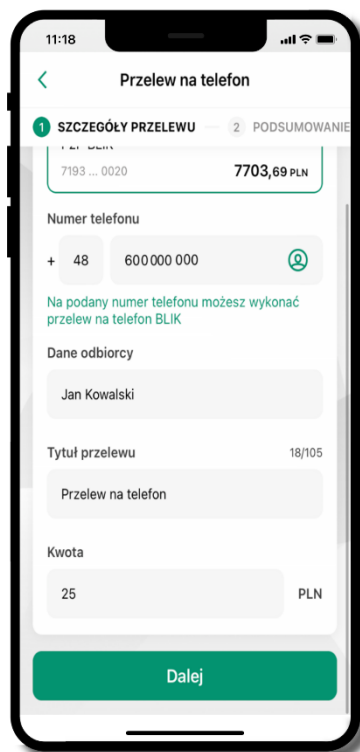 11:18
Przelew na telefon
1 SZCZEGÓŁY PRZELEWU 2 PODSUMOWANIE
P2P BLIK
7193 ... 0020 7703,69 PLN
Numer telefonu
+ 48 600 000 000
Na podany numer telefonu możesz wykonać
przelew na telefon BLIK
Dane odbiorcy
Jan Kowalski
Tytuł przelewu 18/105
Przelew na telefon
Kwota
25 PLN
Dalej